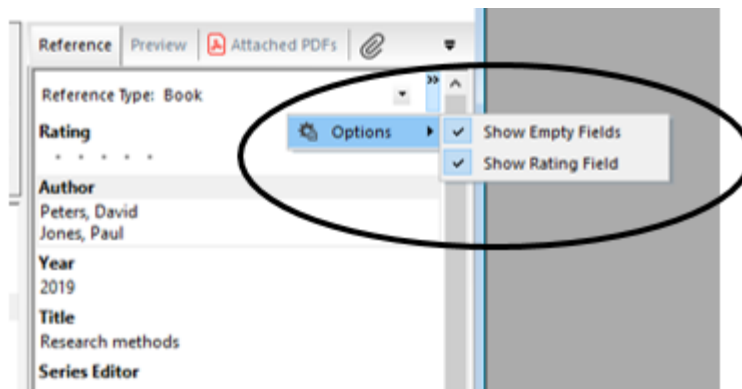 Reference Preview Attached PDFs
Reference Type: Book
Rating
Options
Show Empty Fields
Show Rating Field
Author
Peters, David
Jones, Paul
Year
2019
Title
Research methods
Series Editor